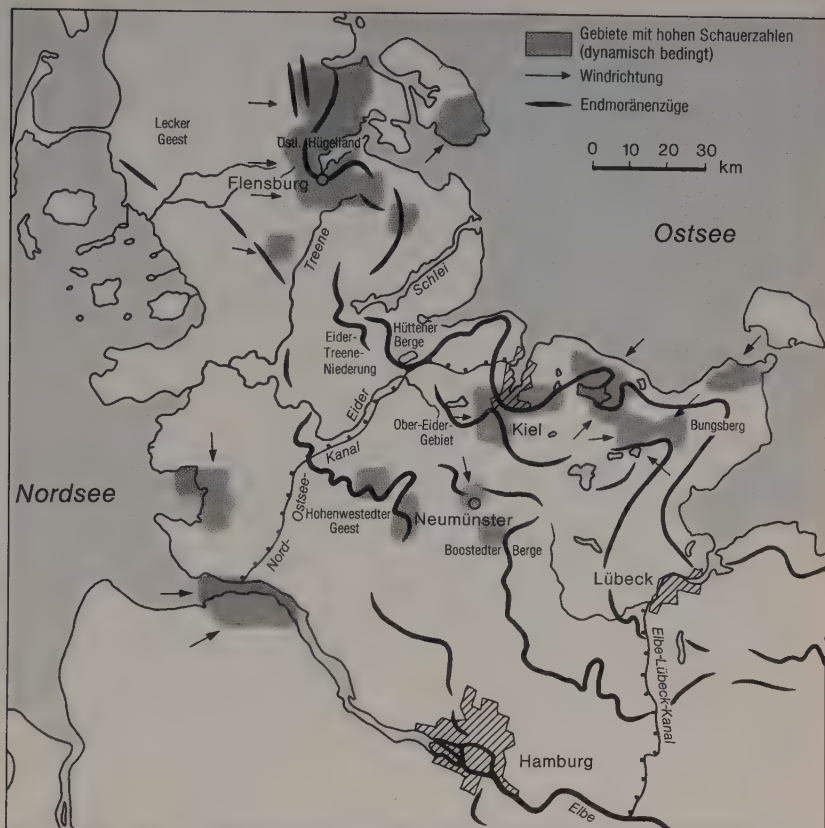 Gebiete mit hohen Schauerzahlen
(dynamisch bedingt)
Windrichtung
Endmoränenzüge
0 10 20 30
km
Lecker
Geest
Östl. Hügelland
Flensburg
Treene
Schlei
Ostsee
Eider-
Treene-
Niederung
Hüttener
Berge
Eider
Kanal
Ober-Eider-
Gebiet
Kiel
Bungsberg
Nordsee
Nord-
Ostsee-
Hohenwestedter
Geest
Neumünster
Boostedter Berge
Lübeck
Elbe-Lübeck-Kanal
Hamburg
Elbe